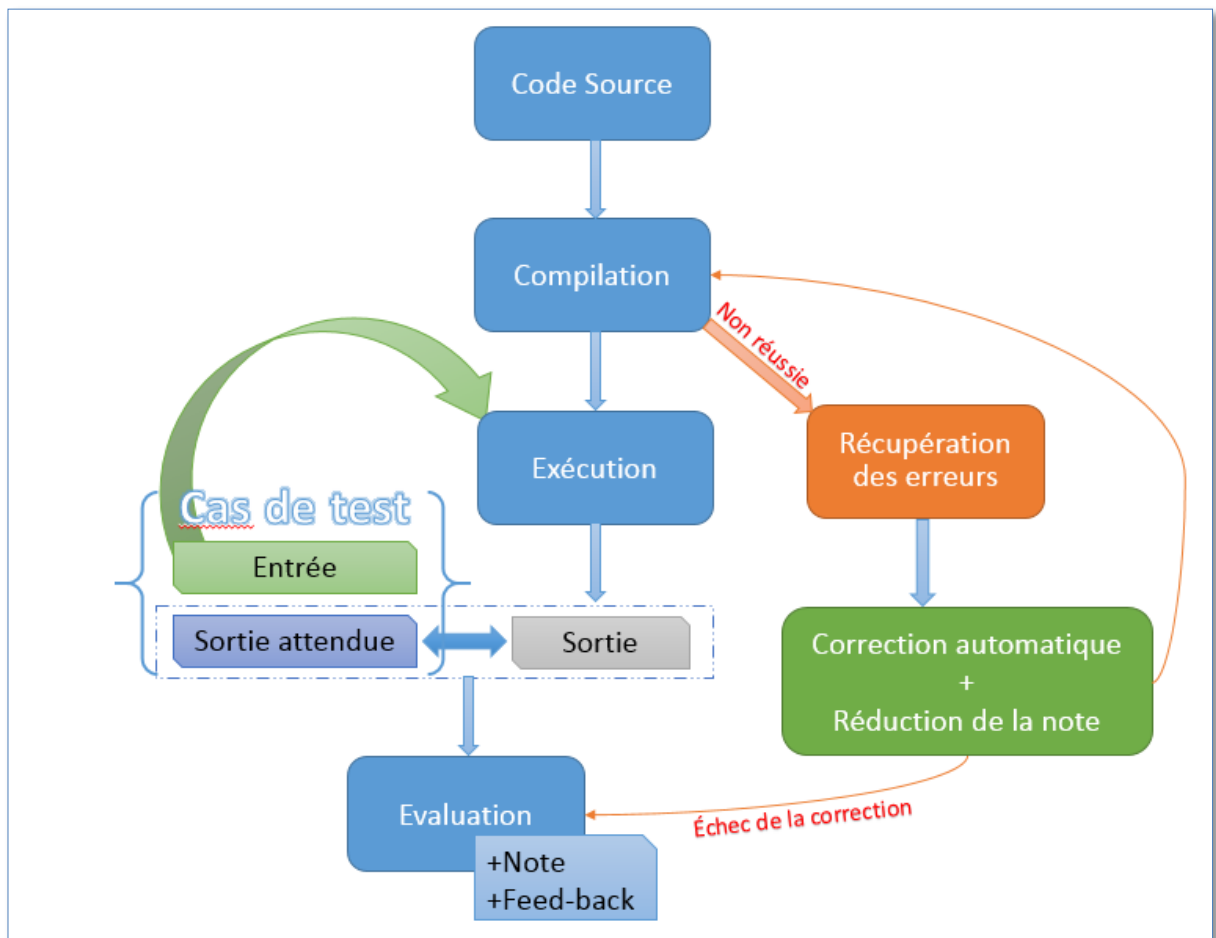 Code Source
Compilation
Non réussie
Exécution
Récupération
des erreurs
Cas de test
Entrée
Sortie attendue
Sortie
Correction automatique
+
Réduction de la note
Evaluation
Échec de la correction
+Note
+Feed-back